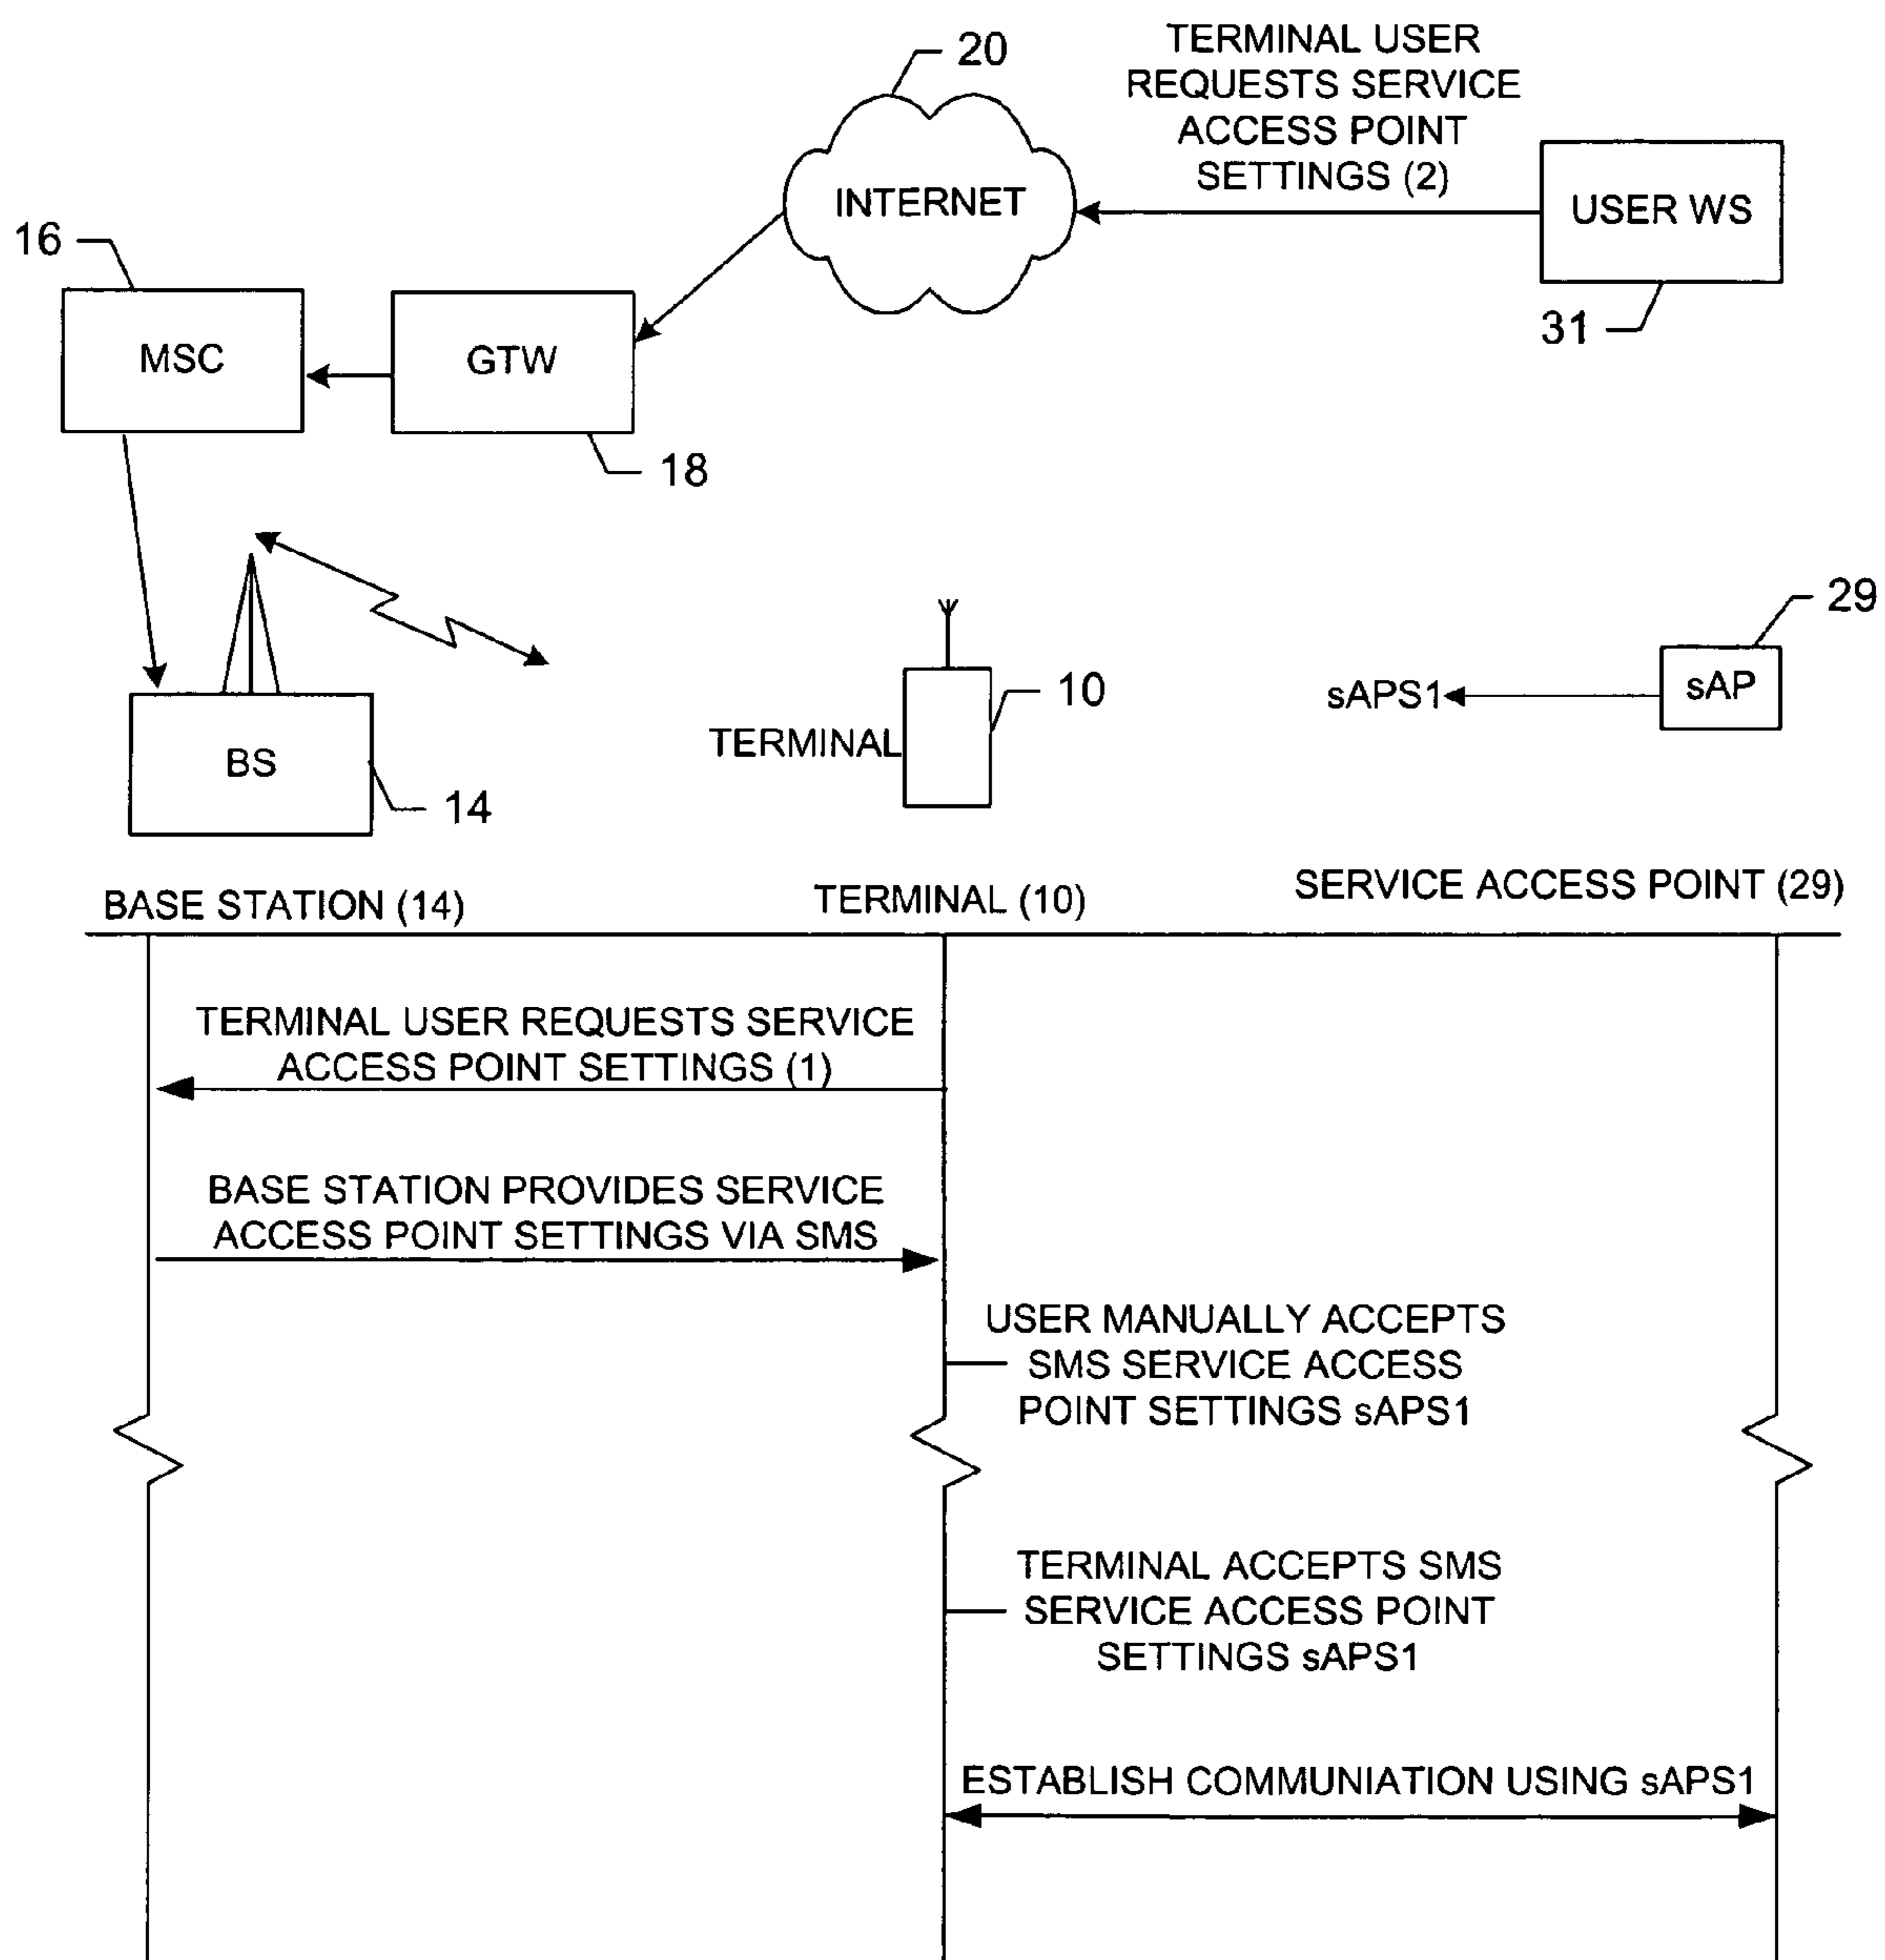 20
TERMINAL USER
REQUESTS SERVICE
ACCESS POINT
SETTINGS (2)
INTERNET
USER WS
16
31
MSC
GTW
18
29
sAP
sAPS1
10
TERMINAL
BS
14
BASE STATION (14)
TERMINAL (10)
SERVICE ACCESS POINT (29)
TERMINAL USER REQUESTS SERVICE
ACCESS POINT SETTINGS (1)
BASE STATION PROVIDES SERVICE
ACCESS POINT SETTINGS VIA SMS
USER MANUALLY ACCEPTS
SMS SERVICE ACCESS
POINT SETTINGS sAPS1
TERMINAL ACCEPTS SMS
SERVICE ACCESS POINT
SETTINGS sAPS1
ESTABLISH COMMUNIATION USING sAPS1